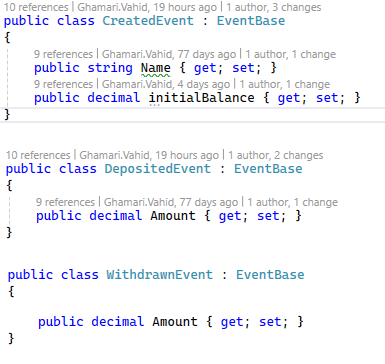 10 references | Ghamari.Vahid, 19 hours ago | 1 author, 3 changes
public class CreatedEvent : EventBase
{
9 references | Ghamari.Vahid, 77 days ago | 1 author, 1 change
public string Name { get; set; }
9 references | Ghamari.Vahid, 4 days ago | 1 author, 1 change
public decimal initialBalance { get; set; }
}
10 references | Ghamari.Vahid, 19 hours ago | 1 author, 2 changes
public class DepositedEvent : EventBase
{
9 references | Ghamari.Vahid, 77 days ago | 1 author, 1 change
public decimal Amount { get; set; }
}
public class WithdrawnEvent : EventBase
{
public decimal Amount { get; set; }
}